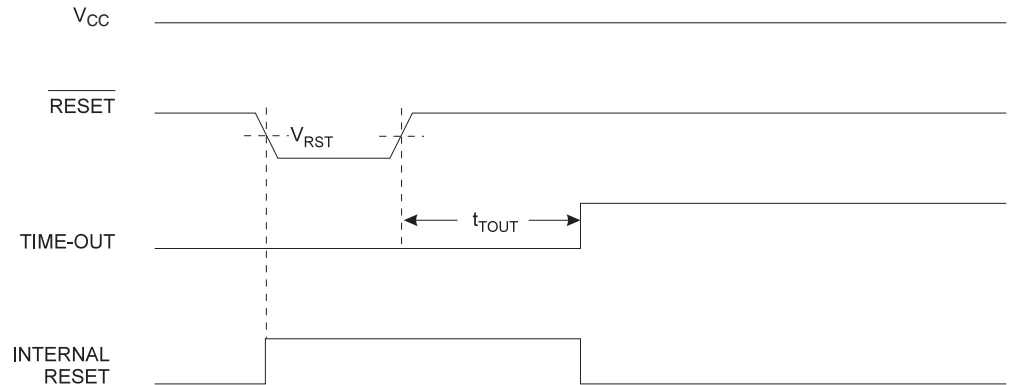 VCC
RESET
VRST
tTOUT
TIME-OUT
INTERNAL
RESET